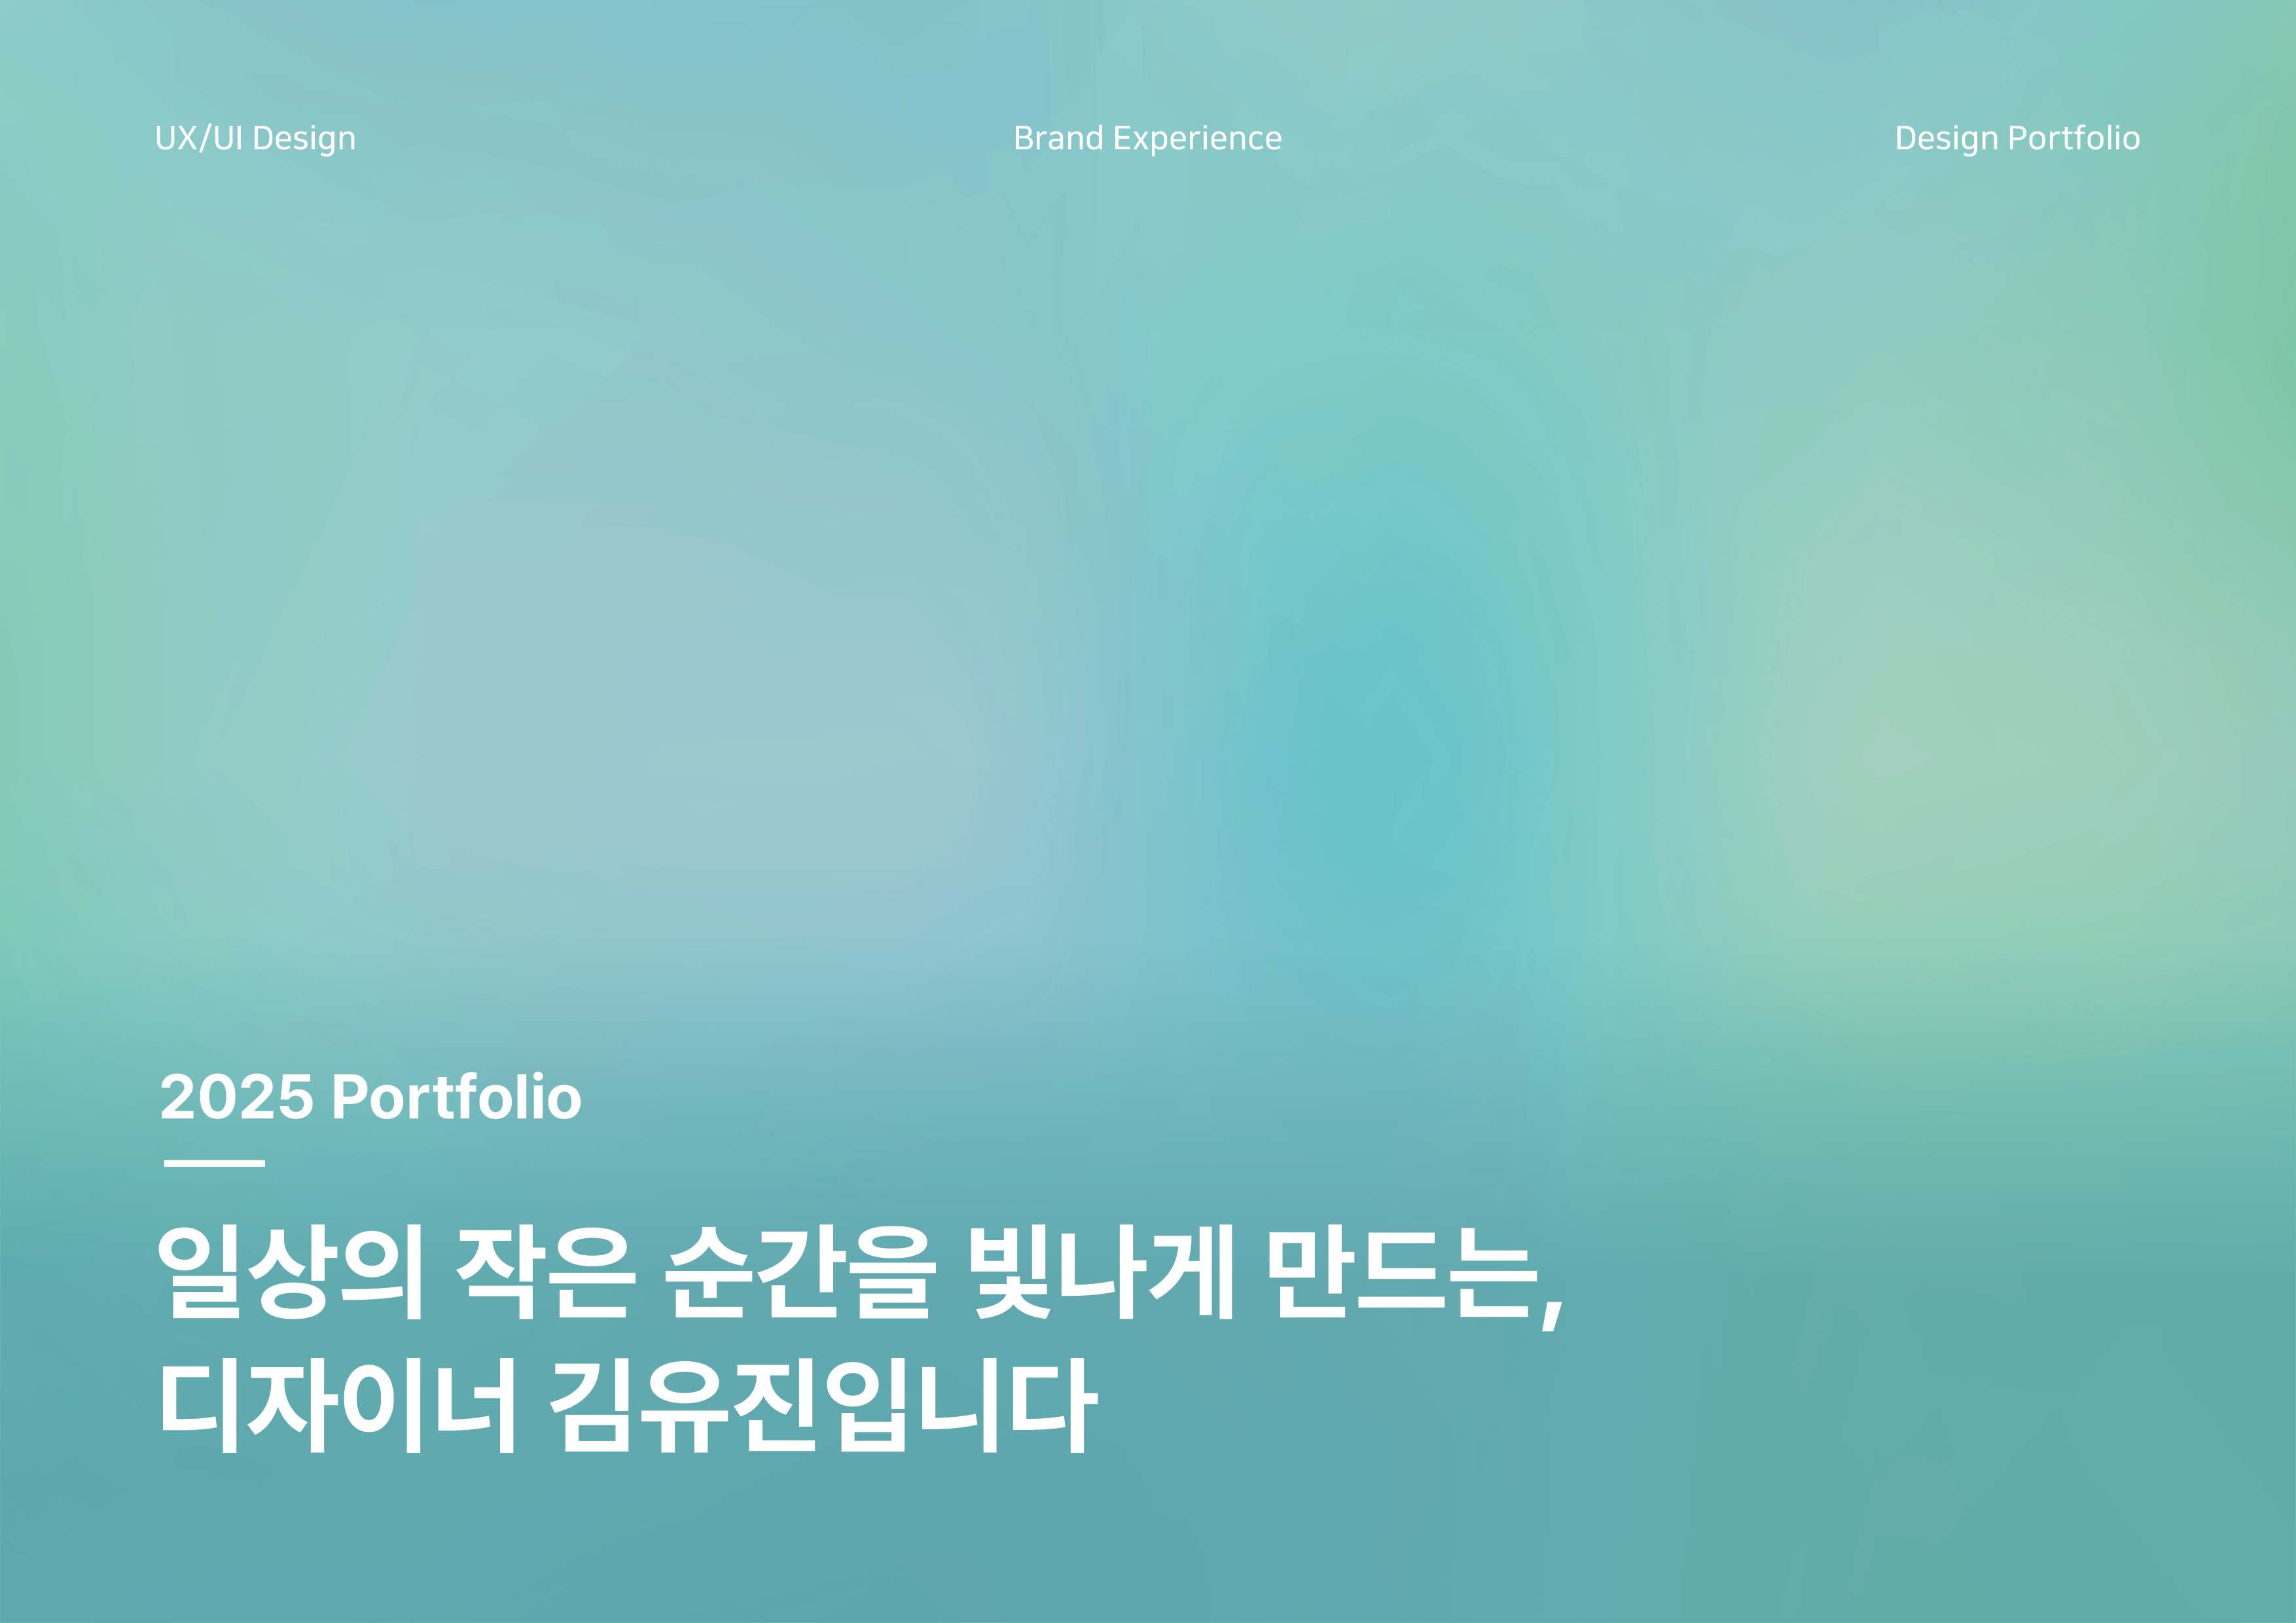 UX/UI Design
Brand Experience
Design Portfolio
2025 Portfolio
일상의 작은 순간을 빛나게 만드는,
디자이너 김유진입니다